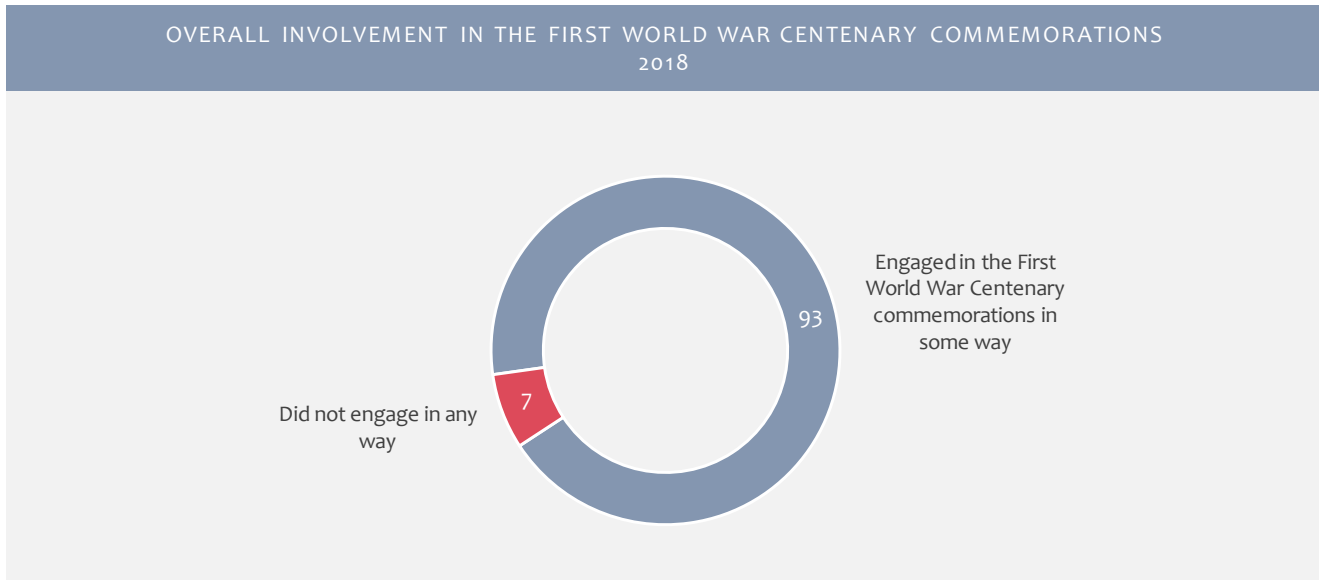 OVERALL INVOLVEMENT IN THE FIRST WORLD WAR CENTENARY COMMEMORATIONS
2018
Engaged in the First
World War Centenary
commemorations in
some way
93
7
Did not engage in any
way